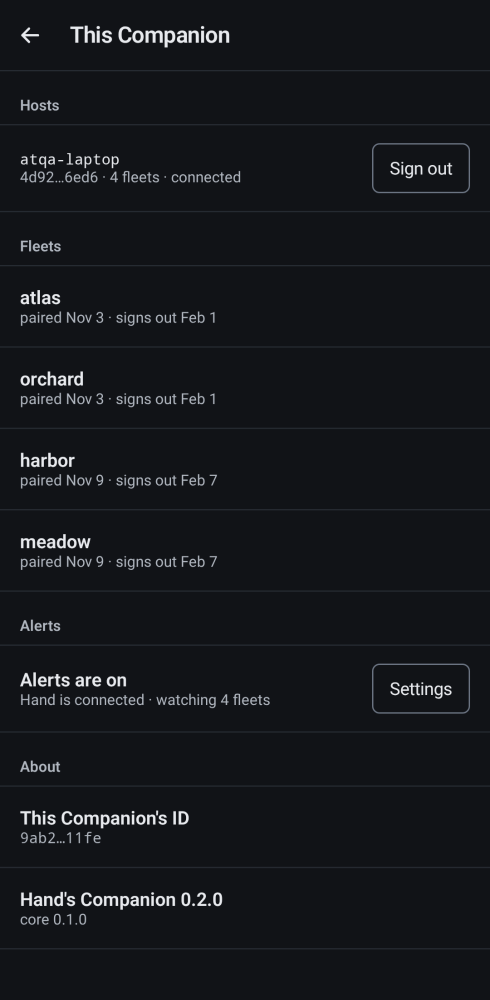 This Companion
Hosts
atqa-laptop
4d92…6ed6 · 4 fleets · connected
Sign out
Fleets
atlas
paired Nov 3 · signs out Feb 1
orchard
paired Nov 3 · signs out Feb 1
harbor
paired Nov 9 · signs out Feb 7
meadow
paired Nov 9 · signs out Feb 7
Alerts
Alerts are on
Hand is connected · watching 4 fleets
Settings
About
This Companion's ID
9ab2…11fe
Hand's Companion 0.2.0
core 0.1.0